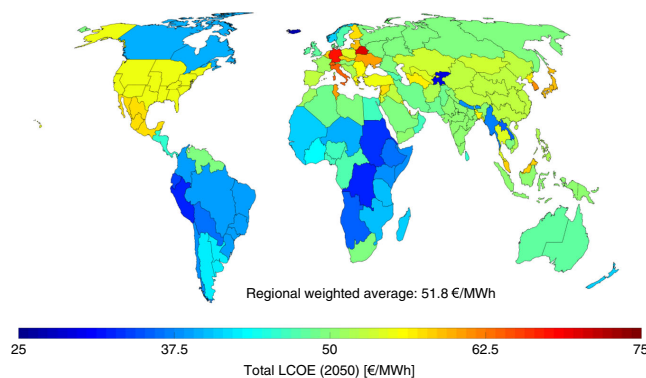 Regional weighted average: 51.8 €/MWh
25 37.5 50 62.5 75
Total LCOE (2050) [€/MWh]